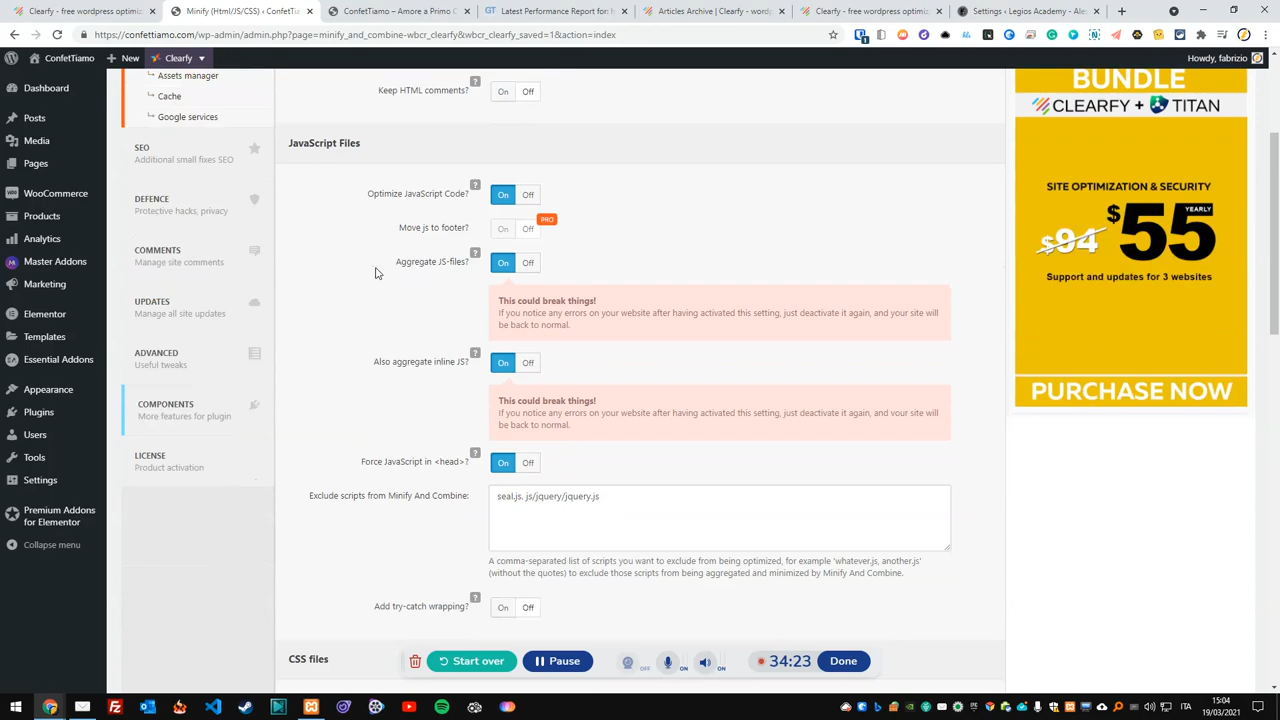 Clearfy - free wordpress optimi
Minify (Html/JS/CSS) ‹ ConfetTia
ConfetTiamo – Amore a Primo C
Latest Performance Report for: h
Articles Archive | Clearfy - wordp
Clearfy - free wordpress optimi
Settings ‹ Legios Academy - Ales
confettiamo.com/wp-admin/admin.php?page=minify_and_combine-wbcr_clearfy&wbcr_clearfy_saved=1&action=index
ConfetTiamo
New
Clearfy
Howdy, fabrizio
Dashboard
Posts
Media
Pages
WooCommerce
Products
Analytics
Master Addons
Marketing
Elementor
Templates
Essential Addons
Appearance
Plugins
Users
Tools
Settings
Premium Addons
for Elementor
Collapse menu
Assets manager
Cache
Google services
SEO
Additional small fixes SEO
DEFENCE
Protective hacks, privacy
COMMENTS
Manage site comments
UPDATES
Manage all site updates
ADVANCED
Useful tweaks
COMPONENTS
More features for plugin
LICENSE
Product activation
Keep HTML comments? ? On Off
JavaScript Files
Optimize JavaScript Code? ? On Off
Move js to footer? On Off PRO
Aggregate JS-files? ? On Off
This could break things!
If you notice any errors on your website after having activated this setting, just deactivate it again, and your site will
be back to normal.
Also aggregate inline JS? ? On Off
This could break things!
If you notice any errors on your website after having activated this setting, just deactivate it again, and your site will
be back to normal.
Force JavaScript in <head>? ? On Off
Exclude scripts from Minify And Combine:
seal.js, js/jquery/jquery.js
A comma-separated list of scripts you want to exclude from being optimized, for example 'whatever.js, another.js'
(without the quotes) to exclude those scripts from being aggregated and minimized by Minify And Combine.
Add try-catch wrapping? ? On Off
CSS files
Start over
Pause
OFF
ON
ON
34:23
Done
BUNDLE
CLEARFY + TITAN
SITE OPTIMIZATION & SECURITY
$94 $55 YEARLY
Support and updates for 3 websites
PURCHASE NOW
ITA
15:04
19/03/2021